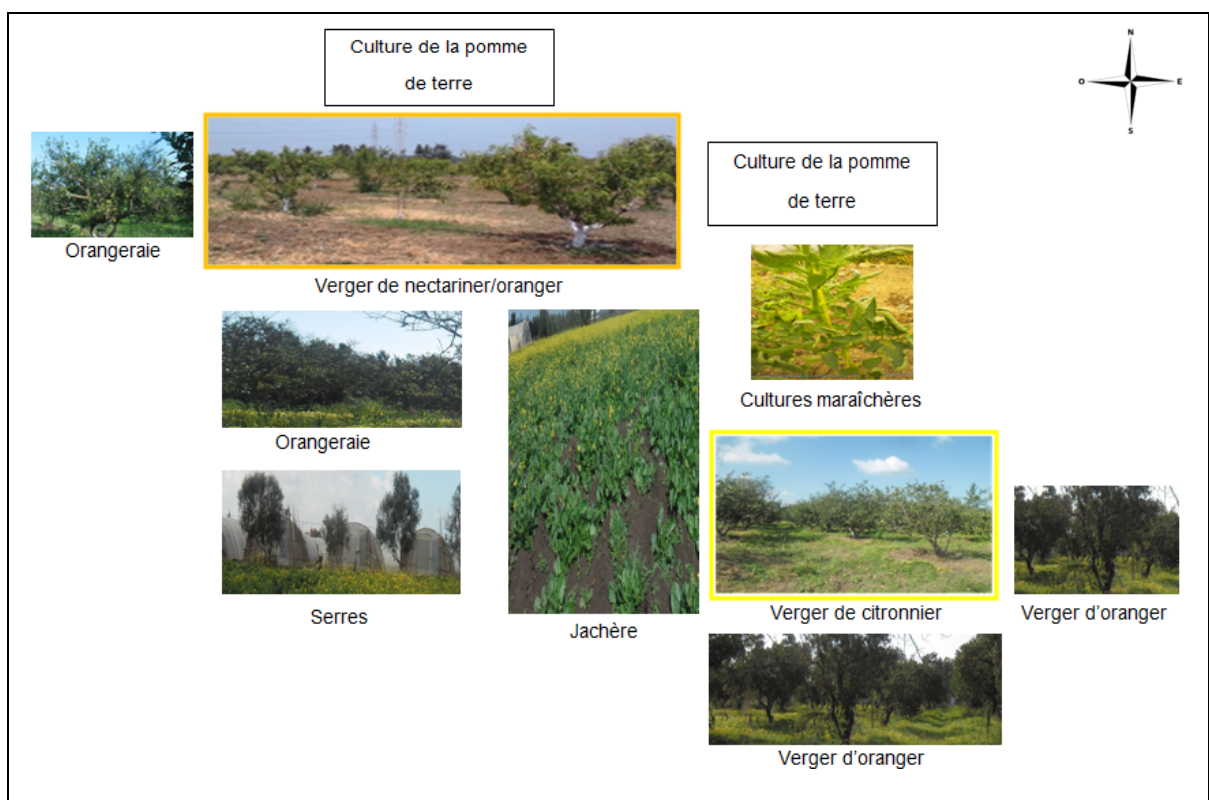 Culture de la pomme
de terre
N
O
E
S
Culture de la pomme
de terre
Orangeraie
Verger de nectariner/oranger
Cultures maraîchères
Orangeraie
Serres
Jachère
Verger de citronnier
Verger d’oranger
Verger d’oranger